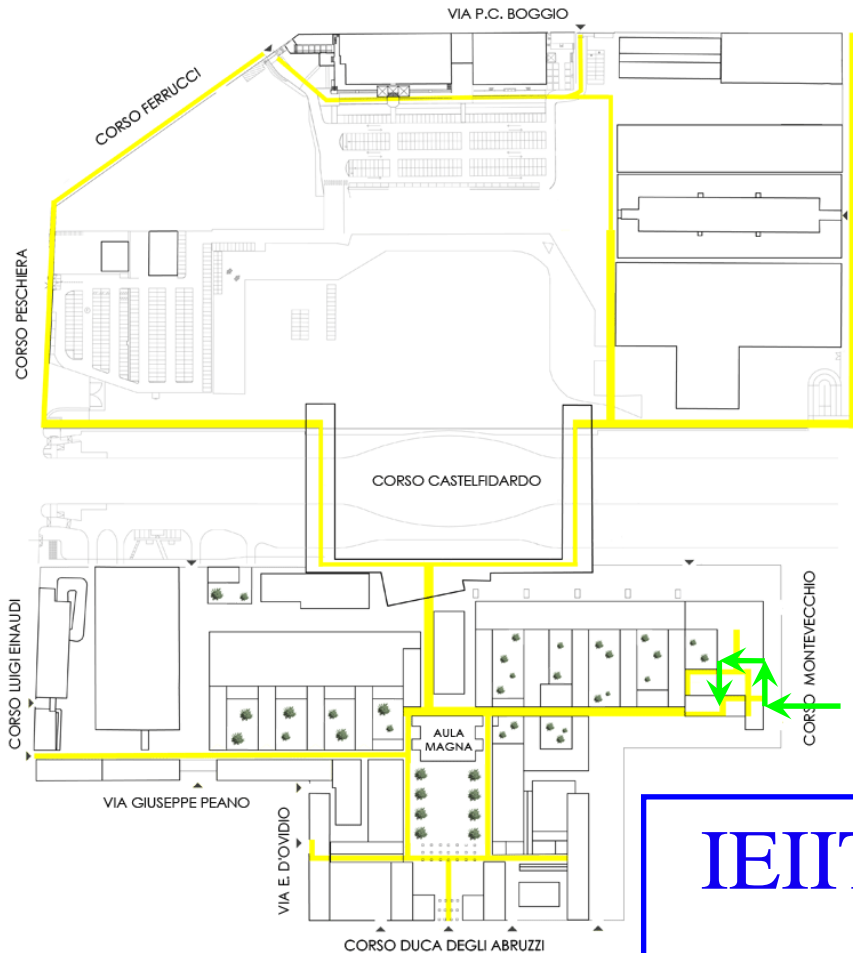 VIA P.C. BOGGIO
CORSO FERRUCCI
CORSO PESCHIERA
CORSO CASTELFIDARDO
CORSO LUIGI EINAUDI
CORSO MONTEVECCHIO
AULA
MAGNA
VIA GIUSEPPE PEANO
VIA E. D'OVIDIO
IEIIT
CORSO DUCA DEGLI ABRUZZI